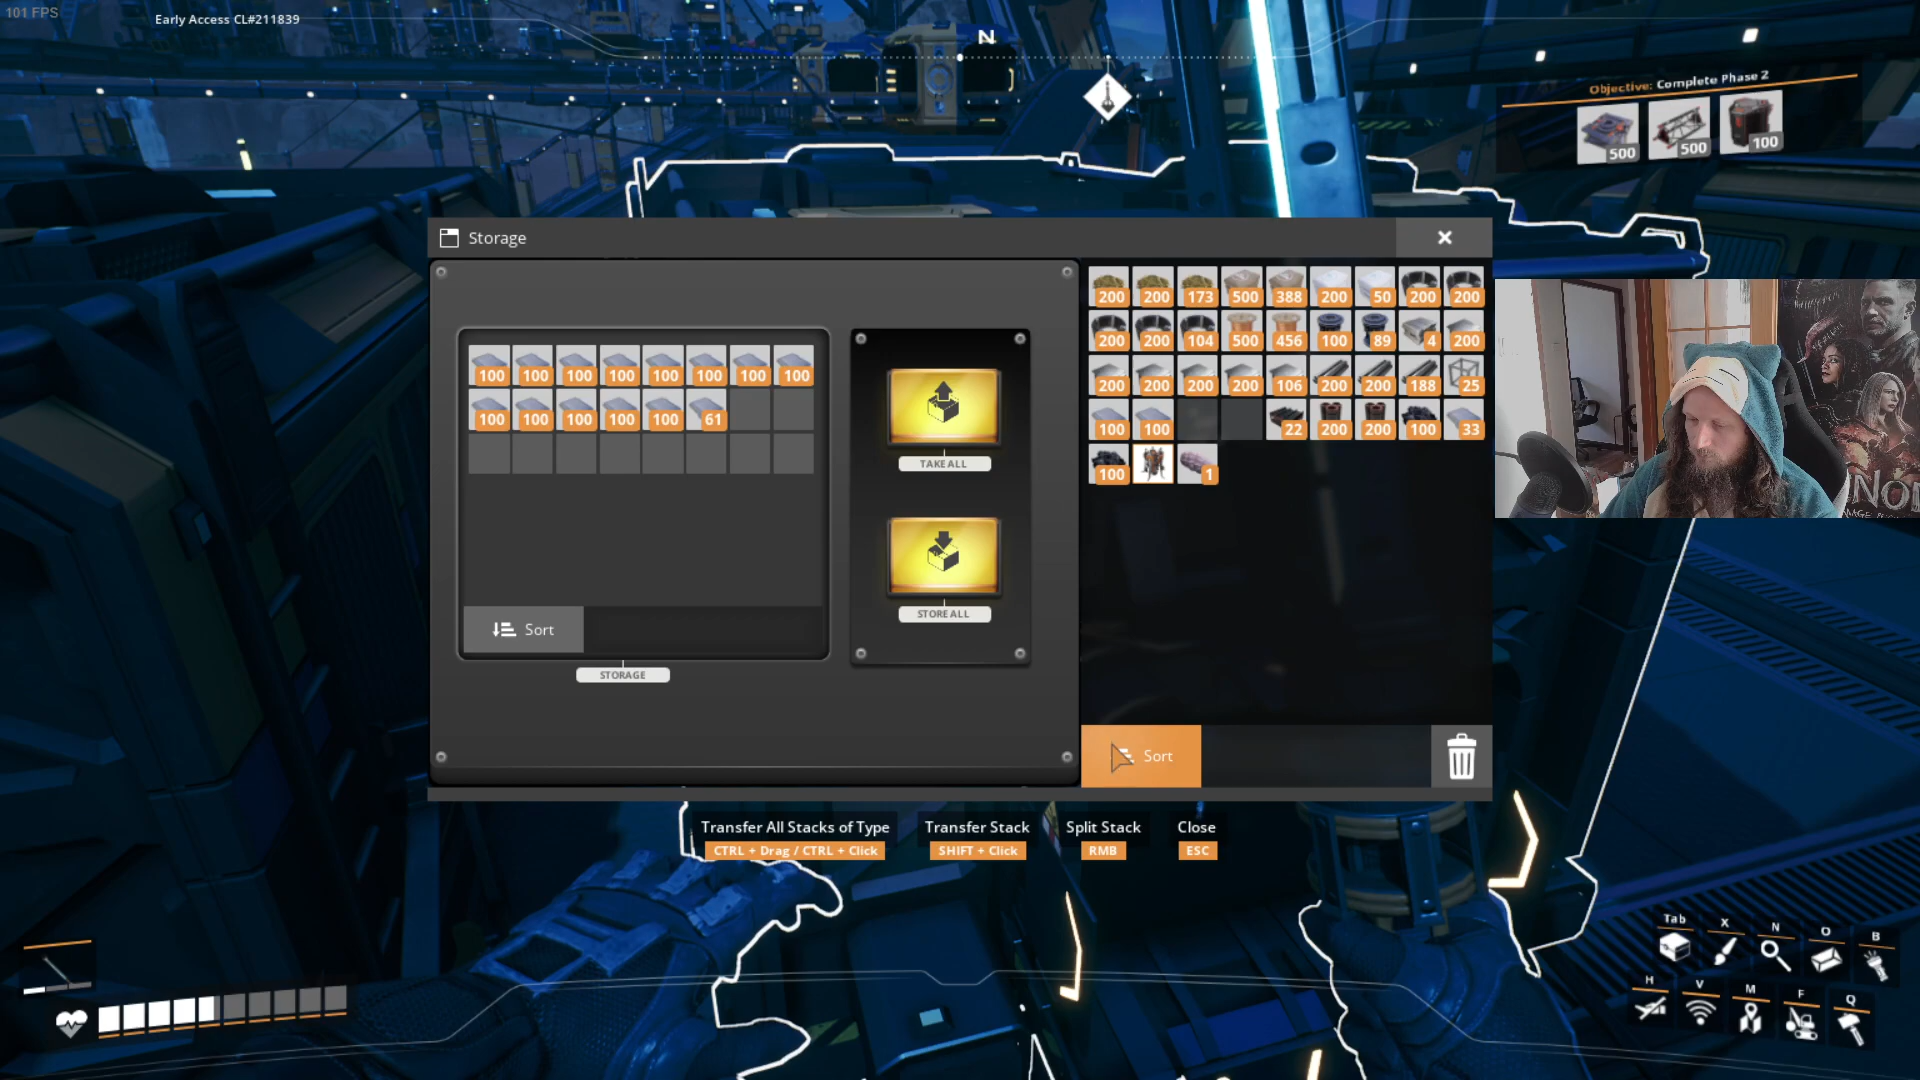 101 FPS
Early Access CL#211839
N
Objective: Complete Phase 2
500
500
100
Storage
200 200 173 500 388 200 50 200 200
100 100 100 100 100 100 100 100
200 200 104 500 456 100 89 4 200
100 100 100 100 100 61
200 200 200 200 106 200 200 188 25
100 100 22 200 200 100 33
TAKE ALL
100 1
STORE ALL
Sort
STORAGE
Sort
Transfer All Stacks of Type
CTRL + Drag / CTRL + Click
Transfer Stack
SHIFT + Click
Split Stack
RMB
Close
ESC
Tab X N O B
H V M F Q